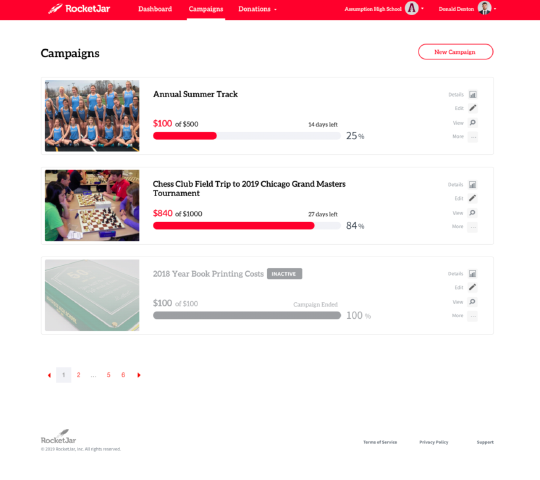 RocketJar
Dashboard
Campaigns
Donations
Assumption High School
Donald Deaton
Campaigns
New Campaign
Annual Summer Track
$100 of $500
14 days left
25 %
Details
Edit
View
More
Chess Club Field Trip to 2019 Chicago Grand Masters
Tournament
$840 of $1000
27 days left
84 %
Details
Edit
View
More
2018 Year Book Printing Costs INACTIVE
$100 of $100
Campaign Ended
100 %
Details
Edit
View
More
1 2 ... 5 6
RocketJar
© 2019 RocketJar, Inc. All rights reserved.
Terms of Service
Privacy Policy
Support